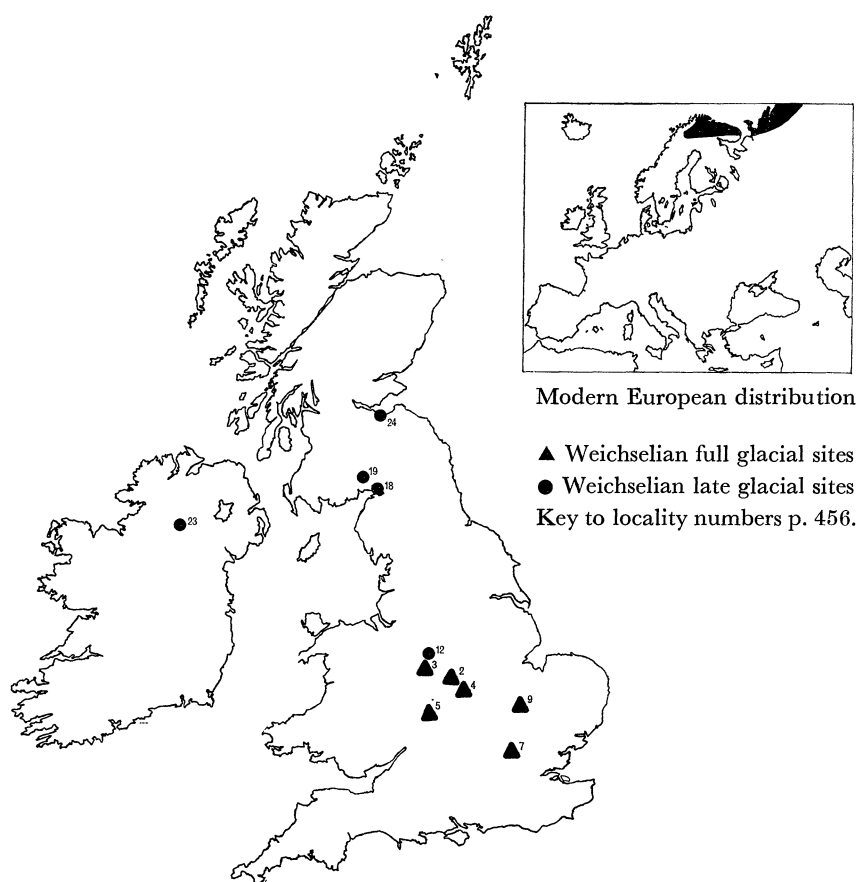 Modern European distribution
▲ Weichselian full glacial sites
● Weichselian late glacial sites
Key to locality numbers p. 456.
24
19
18
23
12
3
2
4
9
5
7